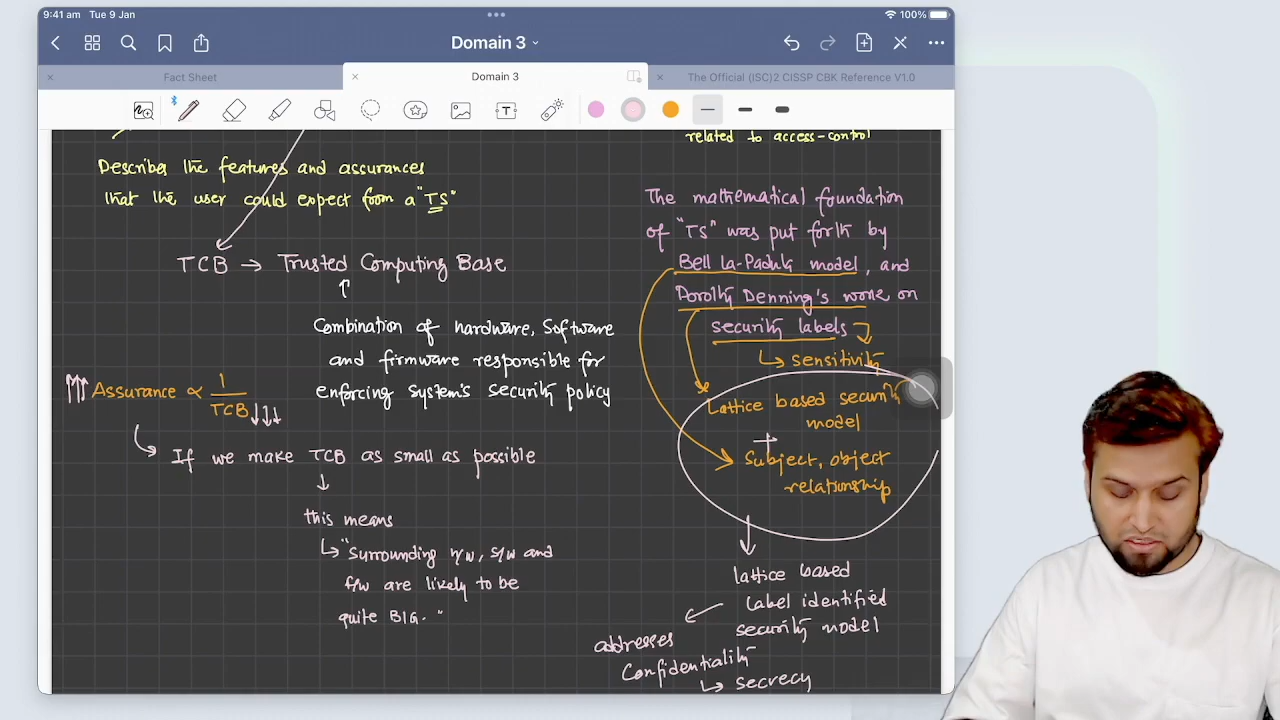 9:41 am Tue 9 Jan
100%
Domain 3
Fact Sheet
Domain 3
The Official (ISC)2 CISSP CBK Reference V1.0
Describes the features and assurances
that the user could expect from a "TS"
TCB → Trusted Computing Base
Combination of hardware, software
and firmware responsible for
enforcing system's security policy
↑↑↑ Assurance ∝ 1/TCB ↓↓↓
If we make TCB as small as possible
↓
this means
↳ "Surrounding h/w, s/w and
f/w are likely to be
quite BIG. "
related to access-control
The mathematical foundation
of "TS" was put forth by
Bell la-Padula model, and
Dorothy Denning's work on
security labels
↳ sensitivity
Lattice based security
model
+
Subject, object
relationship
↓
lattice based
label identified
security model
addresses
Confidentiality
↳ secrecy